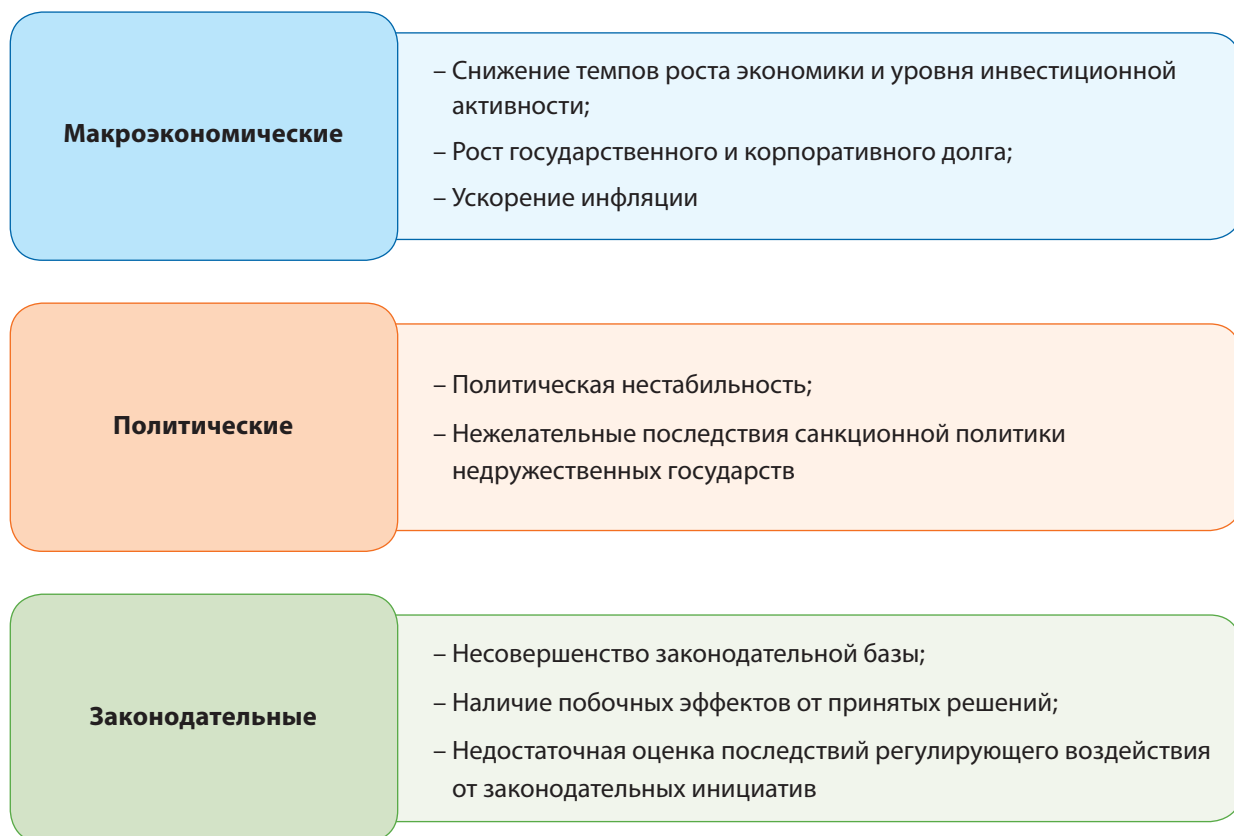 Макроэкономические
– Снижение темпов роста экономики и уровня инвестиционной
активности;
– Рост государственного и корпоративного долга;
– Ускорение инфляции
Политические
– Политическая нестабильность;
– Нежелательные последствия санкционной политики
недружественных государств
Законодательные
– Несовершенство законодательной базы;
– Наличие побочных эффектов от принятых решений;
– Недостаточная оценка последствий регулирующего воздействия
от законодательных инициатив